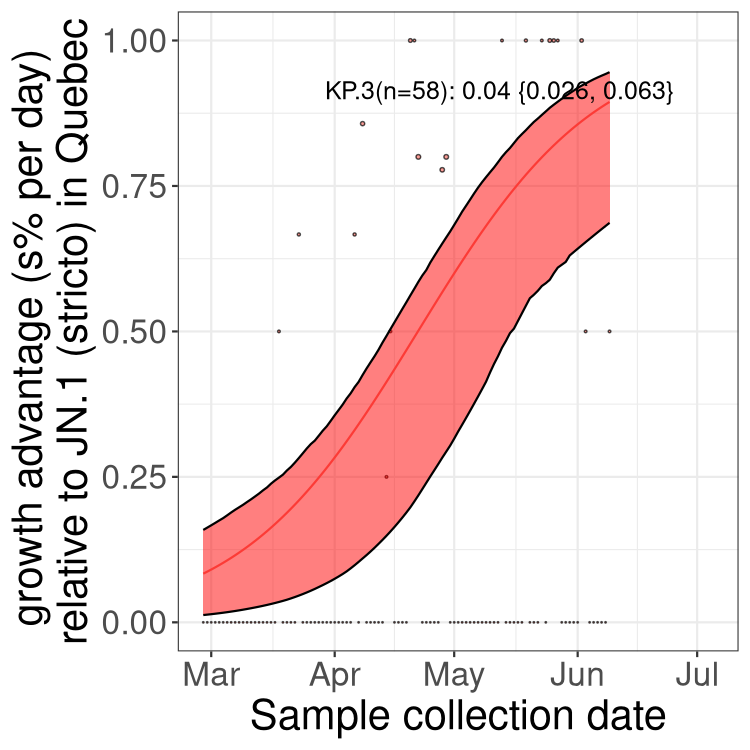 growth advantage (s% per day)
relative to JN.1 (stricto) in Quebec
1.00
0.75
0.50
0.25
0.00
KP.3(n=58): 0.04 {0.026, 0.063}
Mar Apr May Jun Jul
Sample collection date